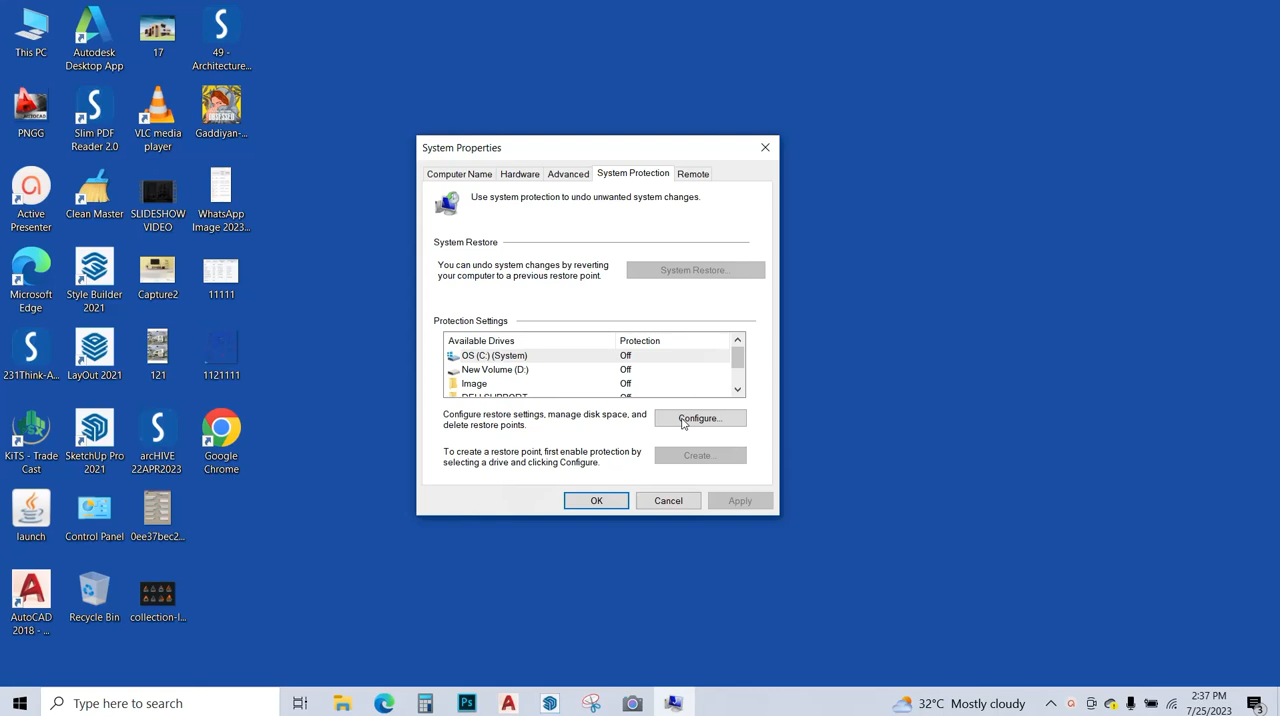 This PC
Autodesk
Desktop App
17
49 -
Architecture...
PNGG
Slim PDF
Reader 2.0
VLC media
player
OBSESSED
Gaddiyan-...
Active
Presenter
Clean Master
SLIDESHOW
VIDEO
WhatsApp
Image 2023...
Microsoft
Edge
Style Builder
2021
Capture2
11111
231Think-A...
LayOut 2021
121
1121111
KiTS - Trade
Cast
SketchUp Pro
2021
arcHIVE
22APR2023
Google
Chrome
launch
Control Panel
0ee37bec2...
AutoCAD
2018 - ...
Recycle Bin
collection-l...
System Properties
Computer Name
Hardware
Advanced
System Protection
Remote
Use system protection to undo unwanted system changes.
System Restore
You can undo system changes by reverting
your computer to a previous restore point.
System Restore...
Protection Settings
Available Drives
Protection
OS (C:) (System)
Off
New Volume (D:)
Off
Image
Off
DELLSUPPORT
Off
Configure restore settings, manage disk space, and
delete restore points.
Configure...
To create a restore point, first enable protection by
selecting a drive and clicking Configure.
Create...
OK
Cancel
Apply
Type here to search
Ps
32°C Mostly cloudy
2:37 PM
7/25/2023
3